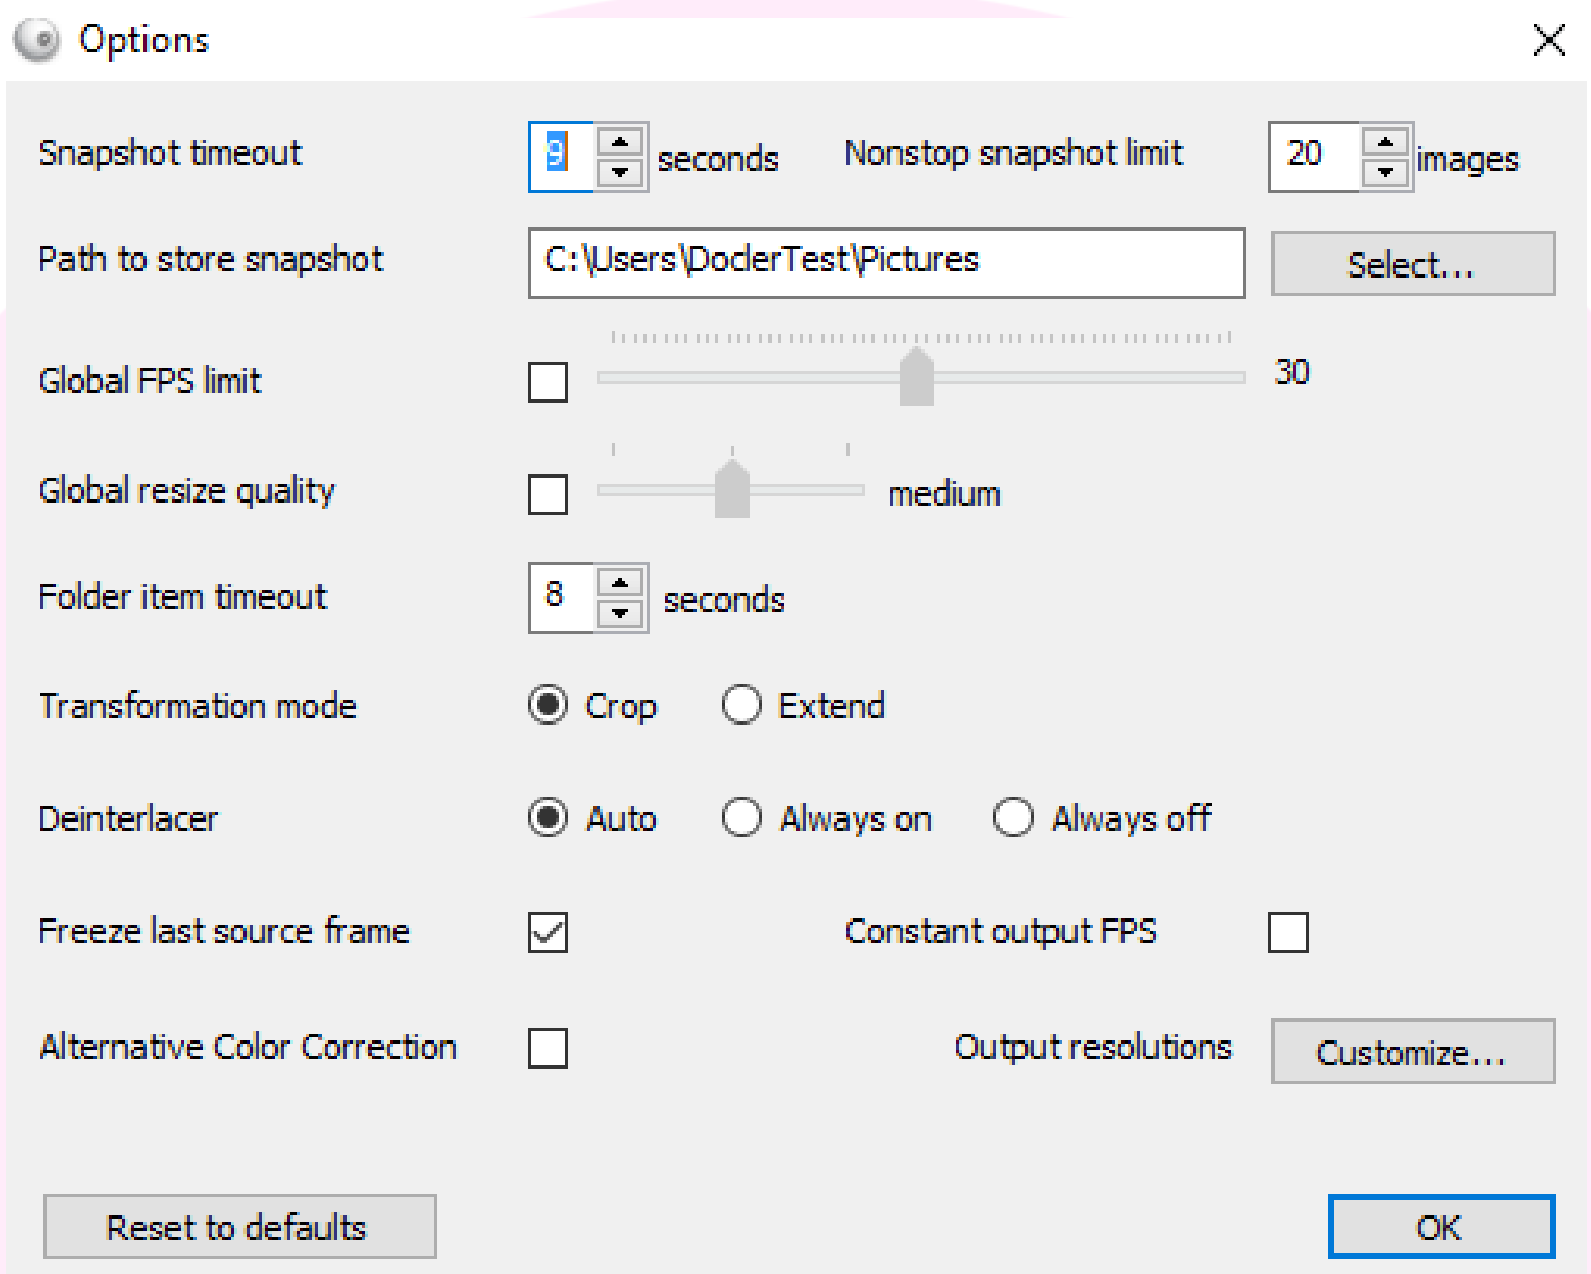 Options
Snapshot timeout 9 seconds Nonstop snapshot limit 20 images
Path to store snapshot C:\Users\DoclerTest\Pictures Select...
Global FPS limit 30
Global resize quality medium
Folder item timeout 8 seconds
Transformation mode Crop Extend
Deinterlacer Auto Always on Always off
Freeze last source frame Constant output FPS
Alternative Color Correction Output resolutions Customize...
Reset to defaults OK